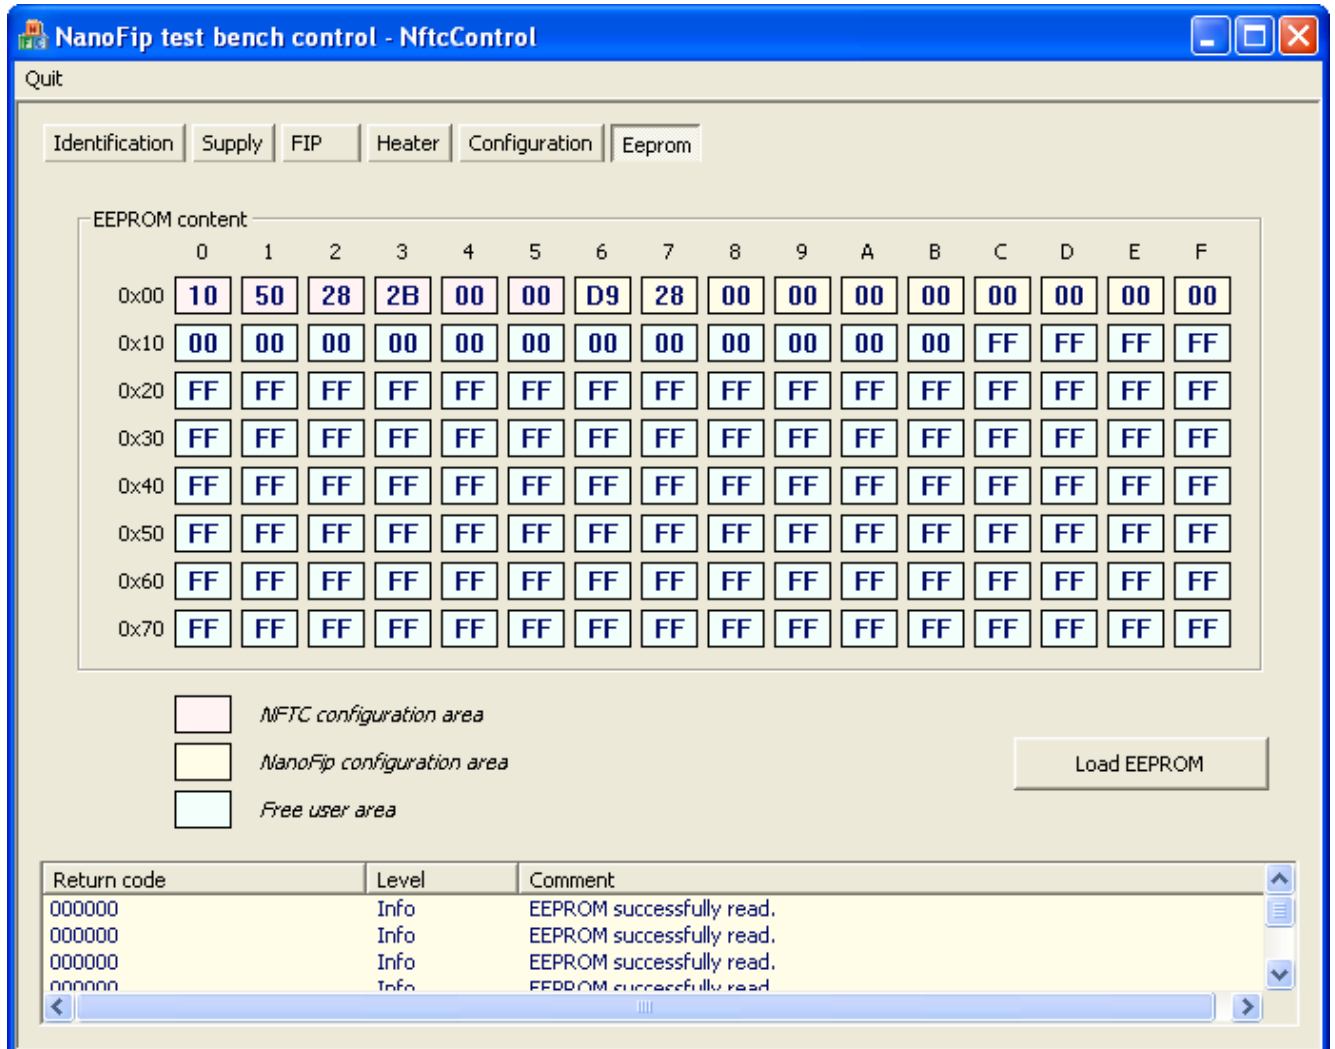 NanoFip test bench control - NftcControl
Quit
Identification Supply FIP Heater Configuration Eeprom
EEPROM content
0 1 2 3 4 5 6 7 8 9 A B C D E F
0x00 10 50 28 2B 00 00 D9 28 00 00 00 00 00 00 00 00
0x10 00 00 00 00 00 00 00 00 00 00 00 00 FF FF FF FF
0x20 FF FF FF FF FF FF FF FF FF FF FF FF FF FF FF FF
0x30 FF FF FF FF FF FF FF FF FF FF FF FF FF FF FF FF
0x40 FF FF FF FF FF FF FF FF FF FF FF FF FF FF FF FF
0x50 FF FF FF FF FF FF FF FF FF FF FF FF FF FF FF FF
0x60 FF FF FF FF FF FF FF FF FF FF FF FF FF FF FF FF
0x70 FF FF FF FF FF FF FF FF FF FF FF FF FF FF FF FF
NFTC configuration area
NanoFip configuration area
Load EEPROM
Free user area
Return code Level Comment
000000 Info EEPROM successfully read.
000000 Info EEPROM successfully read.
000000 Info EEPROM successfully read.
000000 Info EEPROM successfully read.